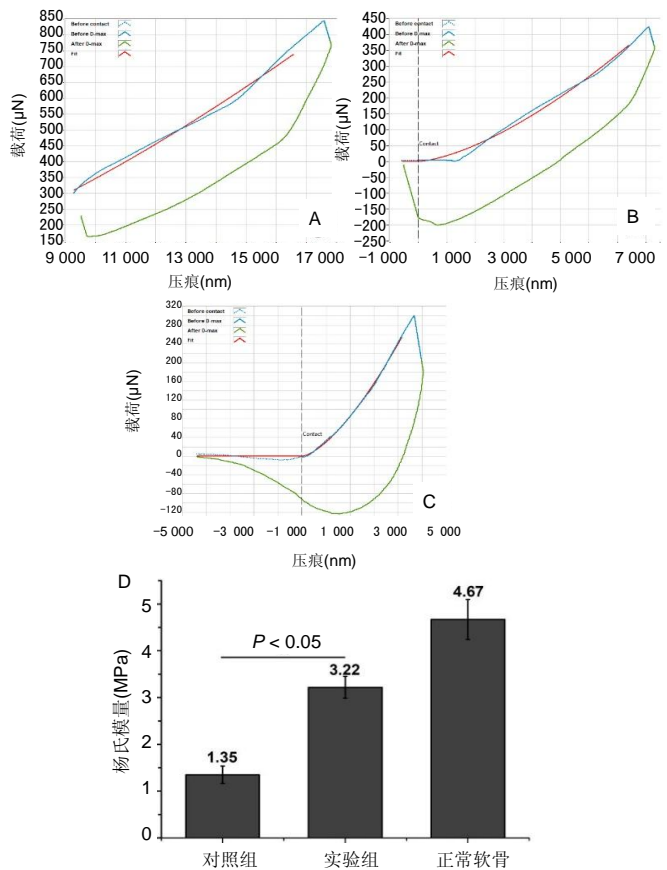 850
800
750
700
650
600
550
500
450
400
350
300
250
200
150
载荷(μN)
Before contact
Before D-max
After D-max
Fit
A
9 000 11 000 13 000 15 000 17 000
压痕(nm)
450
400
350
300
250
200
150
100
50
0
-50
-100
-150
-200
-250
载荷(μN)
Before contact
Before D-max
After D-max
Fit
Contact
B
-1 000 1 000 3 000 5 000 7 000
压痕(nm)
320
280
240
200
160
120
80
40
0
-40
-80
-120
载荷(μN)
Before contact
Before D-max
After D-max
Fit
Contact
C
-5 000 -3 000 -1 000 1 000 3 000 5 000
压痕(nm)
D
5
4
3
2
1
0
杨氏模量(MPa)
P < 0.05
1.35
3.22
4.67
对照组 实验组 正常软骨